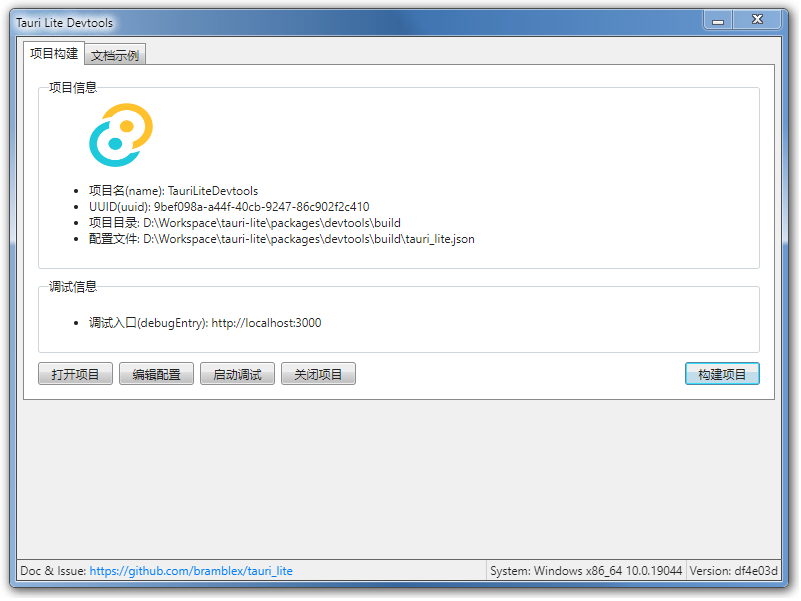 Tauri Lite Devtools
项目构建 文档示例
项目信息
项目名(name): TauriLiteDevtools
UUID(uuid): 9bef098a-a44f-40cb-9247-86c902f2c410
项目目录: D:\Workspace\tauri-lite\packages\devtools\build
配置文件: D:\Workspace\tauri-lite\packages\devtools\build\tauri_lite.json
调试信息
调试入口(debugEntry): http://localhost:3000
打开项目 编辑配置 启动调试 关闭项目 构建项目
Doc & Issue: https://github.com/bramblex/tauri_lite System: Windows x86_64 10.0.19044 Version: df4e03d